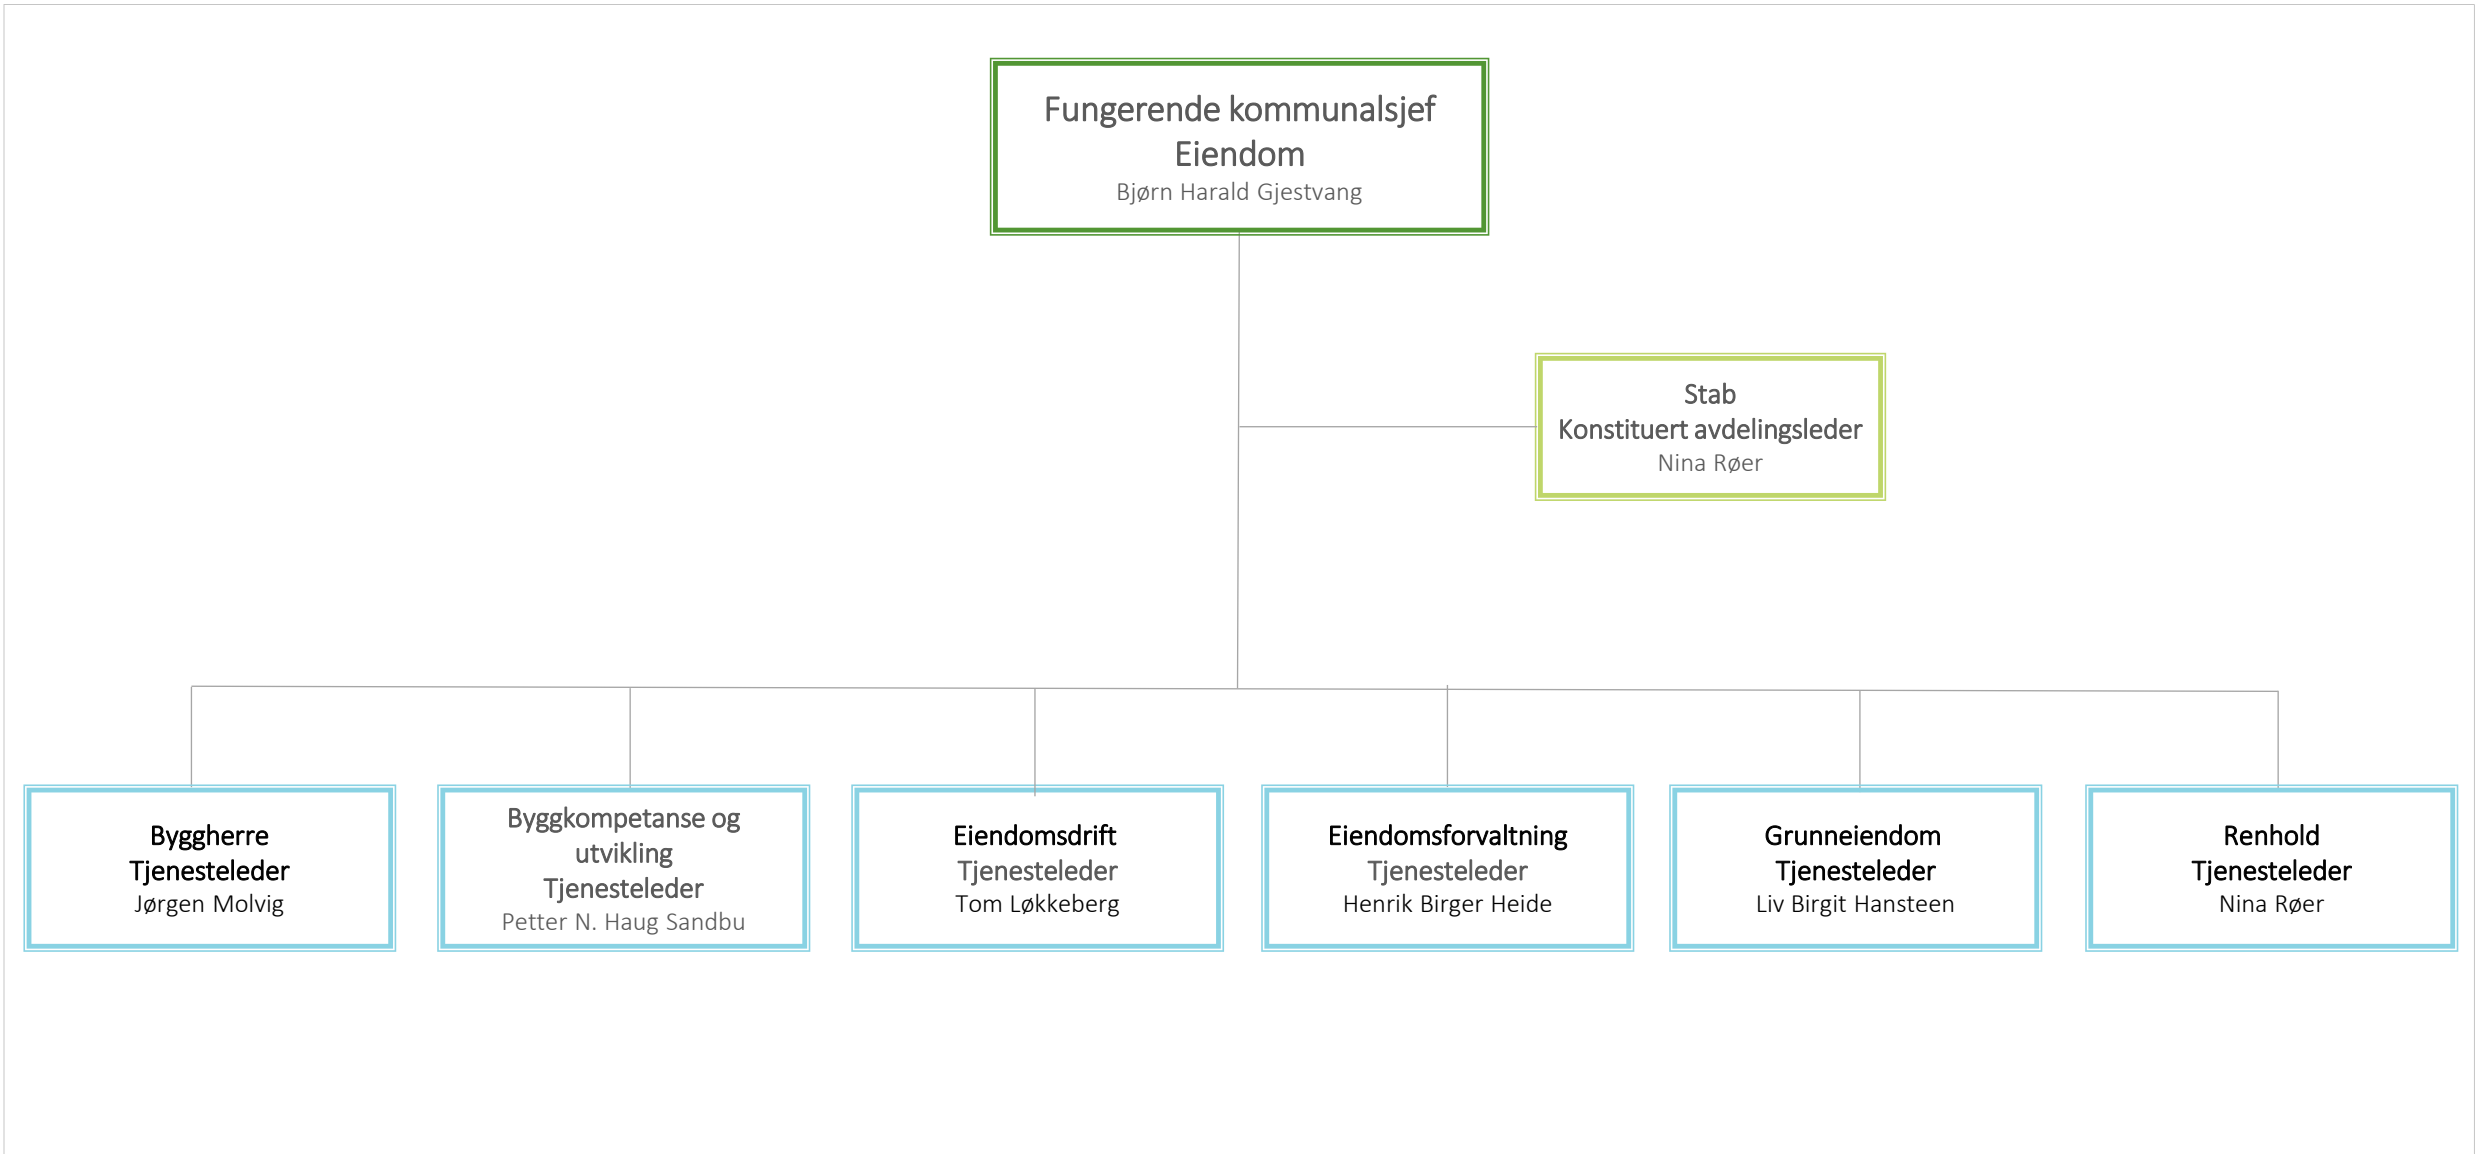 Fungerende kommunalsjef
Eiendom
Bjørn Harald Gjestvang
Stab
Konstituert avdelingsleder
Nina Røer
Byggherre
Tjenesteleder
Jørgen Molvig
Byggkompetanse og
utvikling
Tjenesteleder
Petter N. Haug Sandbu
Eiendomsdrift
Tjenesteleder
Tom Løkkeberg
Eiendomsforvaltning
Tjenesteleder
Henrik Birger Heide
Grunneiendom
Tjenesteleder
Liv Birgit Hansteen
Renhold
Tjenesteleder
Nina Røer